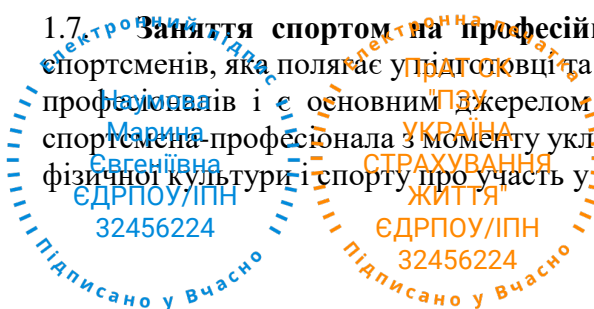 1.7. Заняття спортом на професійн
спортсменів, яка полягає у підготовці та
професіоналів і є основним джерелом
спортсмена-професіонала з моменту укл
фізичної культури і спорту про участь у
Електронний підпис
Наумова
Марина
Євгеніївна
ЄДРПОУ/ІПН
32456224
Підписано у Вчасно
Електронна печатка
ПрАТ СК
"ПЗУ
УКРАЇНА
СТРАХУВАННЯ
ЖИТТЯ"
ЄДРПОУ/ІПН
32456224
Підписано у Вчасно